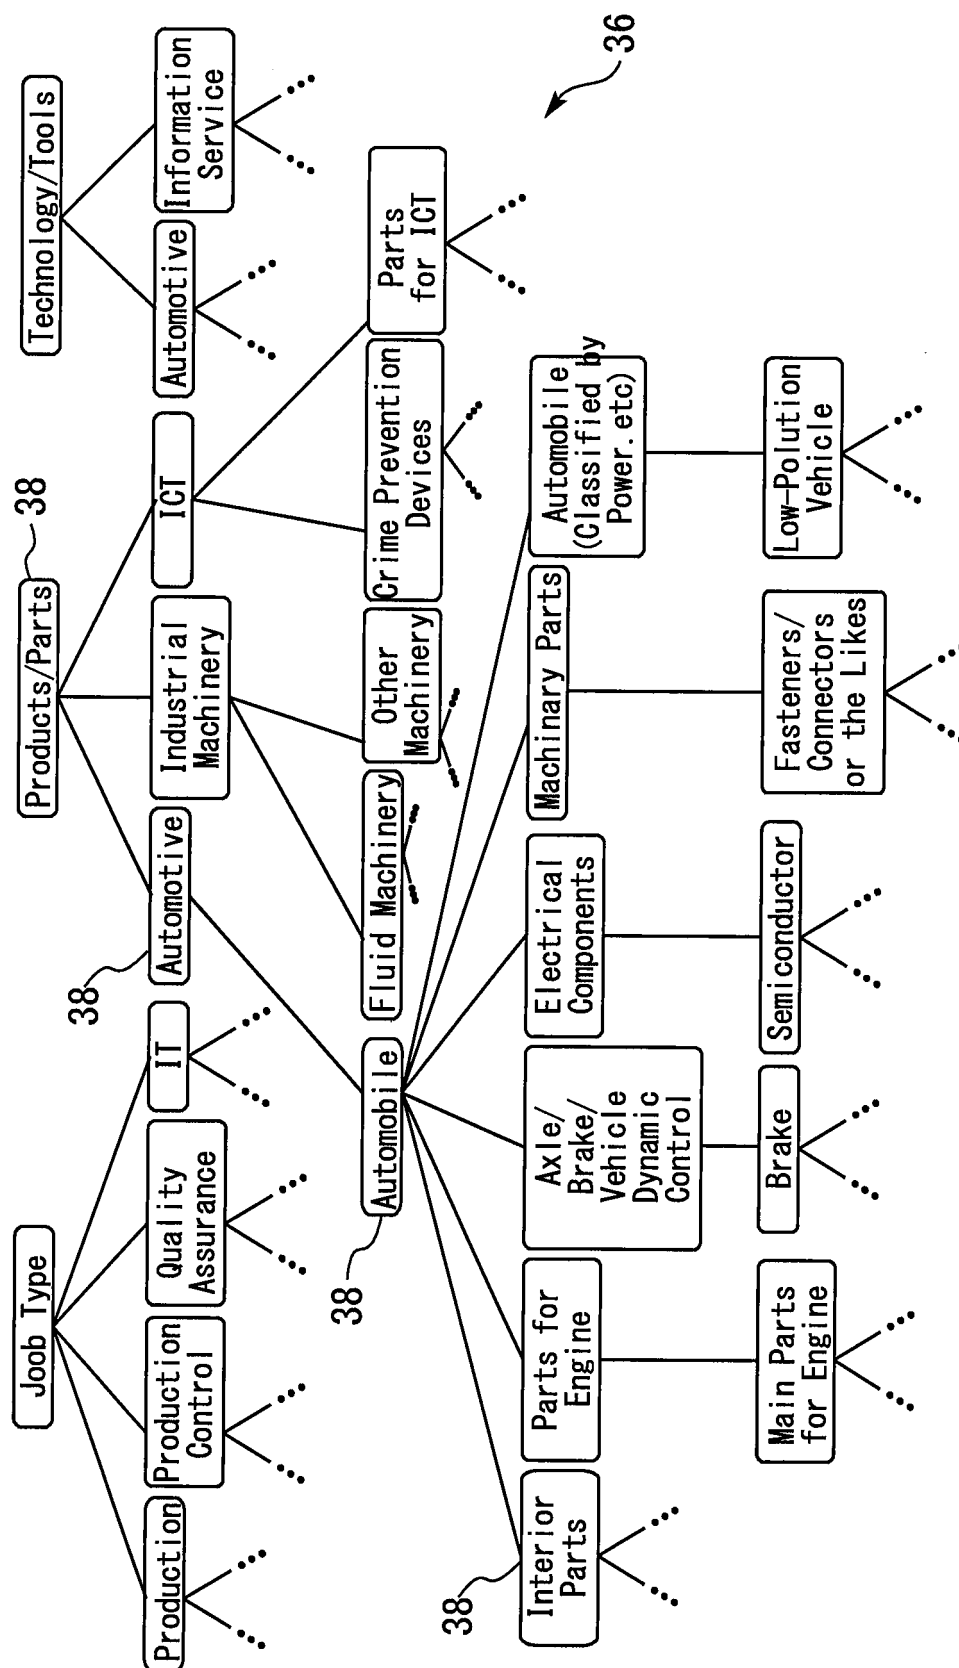 Joob Type
Products/Parts
38
Technology/Tools
Production
Production
Control
Quality
Assurance
IT
38
Automotive
Industrial
Machinery
ICT
Automotive
Information
Service
38
Automobile
Fluid Machinery
Other
Machinery
Crime Prevention
Devices
Parts
for ICT
36
38
Interior
Parts
Parts for
Engine
Axle/
Brake/
Vehicle
Dynamic
Control
Electrical
Components
Machinary Parts
Automobile
(Classified by
Power.etc)
Main Parts
for Engine
Brake
Semiconductor
Fasteners/
Connectors
or the Likes
Low-Polution
Vehicle